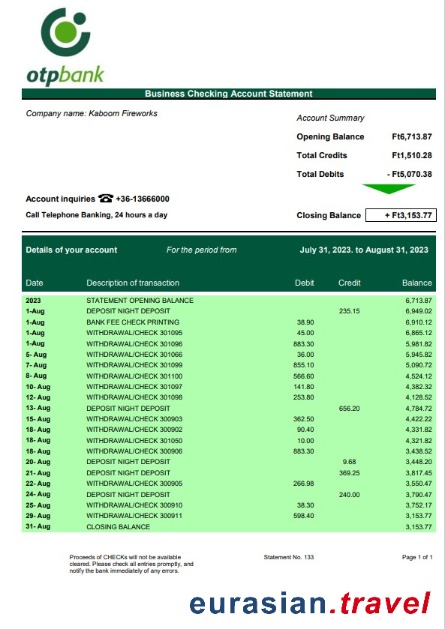 otpbank
Business Checking Account Statement
Company name: Kaboom Fireworks
Account Summary
Opening Balance Ft6,713.87
Total Credits Ft1,510.28
Total Debits - Ft5,070.38
Account inquiries ☎ +36-13666000
Call Telephone Banking, 24 hours a day
Closing Balance + Ft3,153.77
Details of your account For the period from July 31, 2023. to August 31, 2023
Date Description of transaction Debit Credit Balance
2023 STATEMENT OPENING BALANCE 6,713.87
1-Aug DEPOSIT NIGHT DEPOSIT 235.15 6,949.02
1-Aug BANK FEE CHECK PRINTING 38.90 6,910.12
1-Aug WITHDRAWAL/CHECK 301095 45.00 6,865.12
1-Aug WITHDRAWAL/CHECK 301096 883.30 5,981.82
5- Aug WITHDRAWAL/CHECK 301066 36.00 5,945.82
7- Aug WITHDRAWAL/CHECK 301099 855.10 5,090.72
8- Aug WITHDRAWAL/CHECK 301100 566.60 4,524.12
10- Aug WITHDRAWAL/CHECK 301097 141.80 4,382.32
12- Aug WITHDRAWAL/CHECK 301098 253.80 4,128.52
13- Aug DEPOSIT NIGHT DEPOSIT 656.20 4,784.72
15- Aug WITHDRAWAL/CHECK 300903 362.50 4,422.22
18- Aug WITHDRAWAL/CHECK 300902 90.40 4,331.82
18- Aug WITHDRAWAL/CHECK 301050 10.00 4,321.82
18- Aug WITHDRAWAL/CHECK 300906 883.30 3,438.52
20- Aug DEPOSIT NIGHT DEPOSIT 9.68 3,448.20
21- Aug DEPOSIT NIGHT DEPOSIT 369.25 3,817.45
22- Aug WITHDRAWAL/CHECK 300905 266.98 3,550.47
24- Aug DEPOSIT NIGHT DEPOSIT 240.00 3,790.47
25- Aug WITHDRAWAL/CHECK 300910 38.30 3,752.17
29- Aug WITHDRAWAL/CHECK 300911 598.40 3,153.77
31- Aug CLOSING BALANCE 3,153.77
Proceeds of CHECKs will not be available
cleared. Please check all entries promptly, and
notify the bank immediately of any errors.
Statement No. 133
Page 1 of 1
eurasian.travel